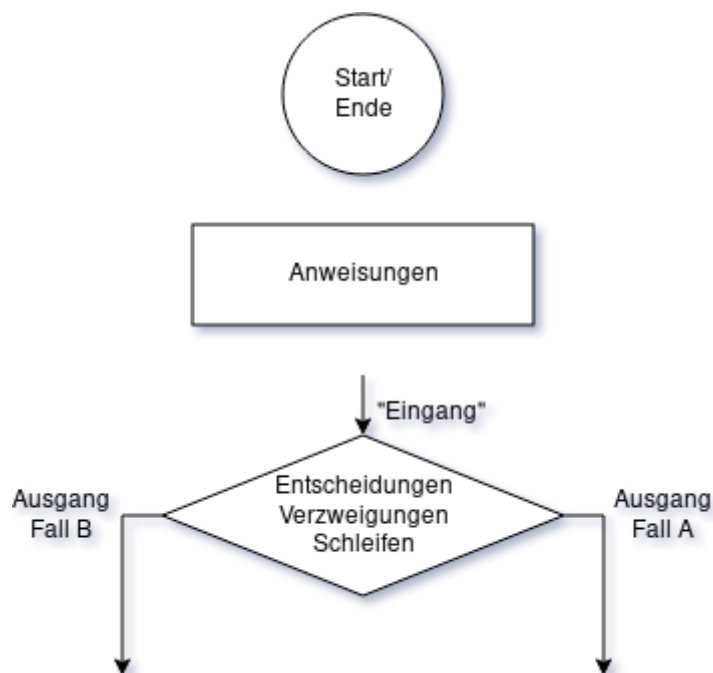 Start/
Ende
Anweisungen
"Eingang"
Entscheidungen
Verzweigungen
Schleifen
Ausgang
Fall B
Ausgang
Fall A